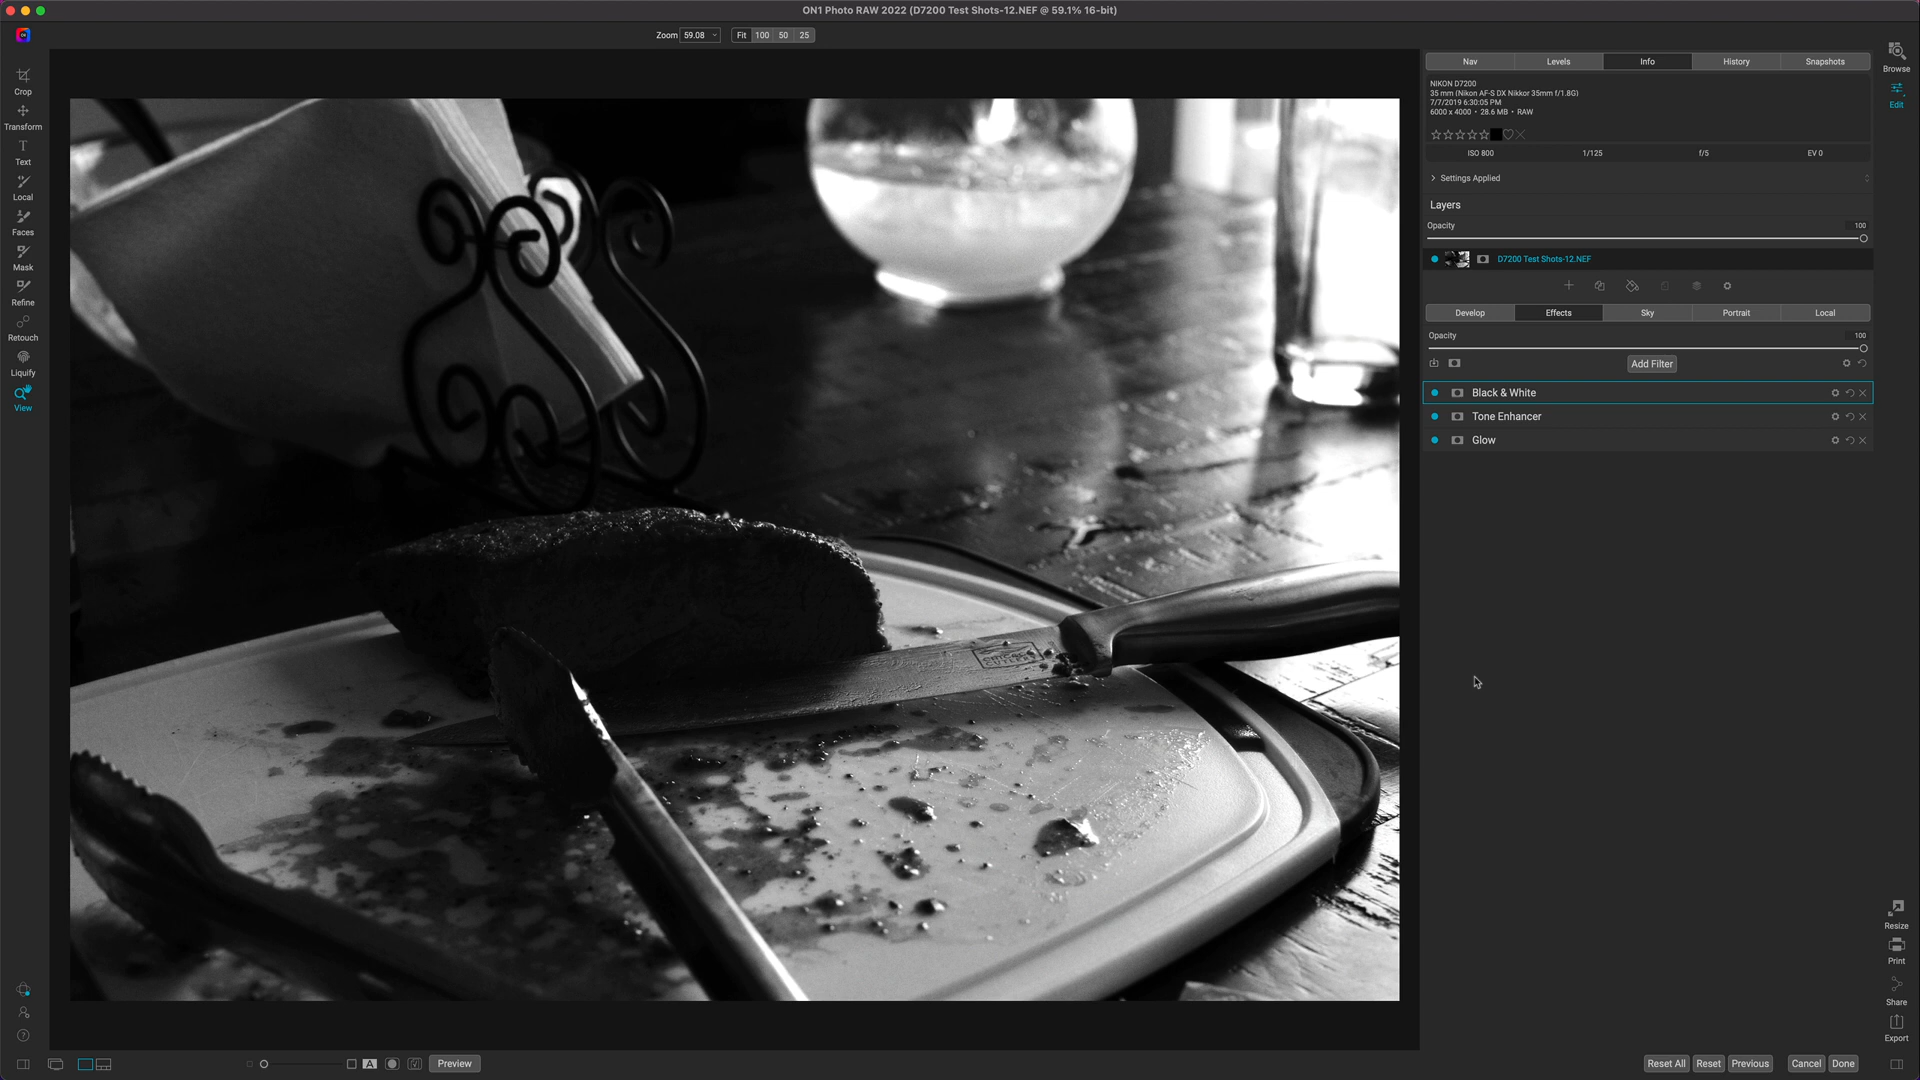 ON1 Photo RAW 2022 (D7200 Test Shots-12.NEF @ 59.1% 16-bit)
Zoom 59.08 Fit 100 50 25
Crop
Transform
Text
Local
Faces
Mask
Refine
Retouch
Liquify
View
Nav Levels Info History Snapshots
NIKON D7200
35 mm (Nikon AF-S DX Nikkor 35mm f/1.8G)
7/7/2019 6:30:05 PM
6000 x 4000 • 28.6 MB • RAW
ISO 800 1/125 f/5 EV 0
Settings Applied
Layers
Opacity 100
D7200 Test Shots-12.NEF
Develop Effects Sky Portrait Local
Opacity 100
Add Filter
Black & White
Tone Enhancer
Glow
Browse
Edit
Resize
Print
Share
Export
A Preview
Reset All Reset Previous Cancel Done